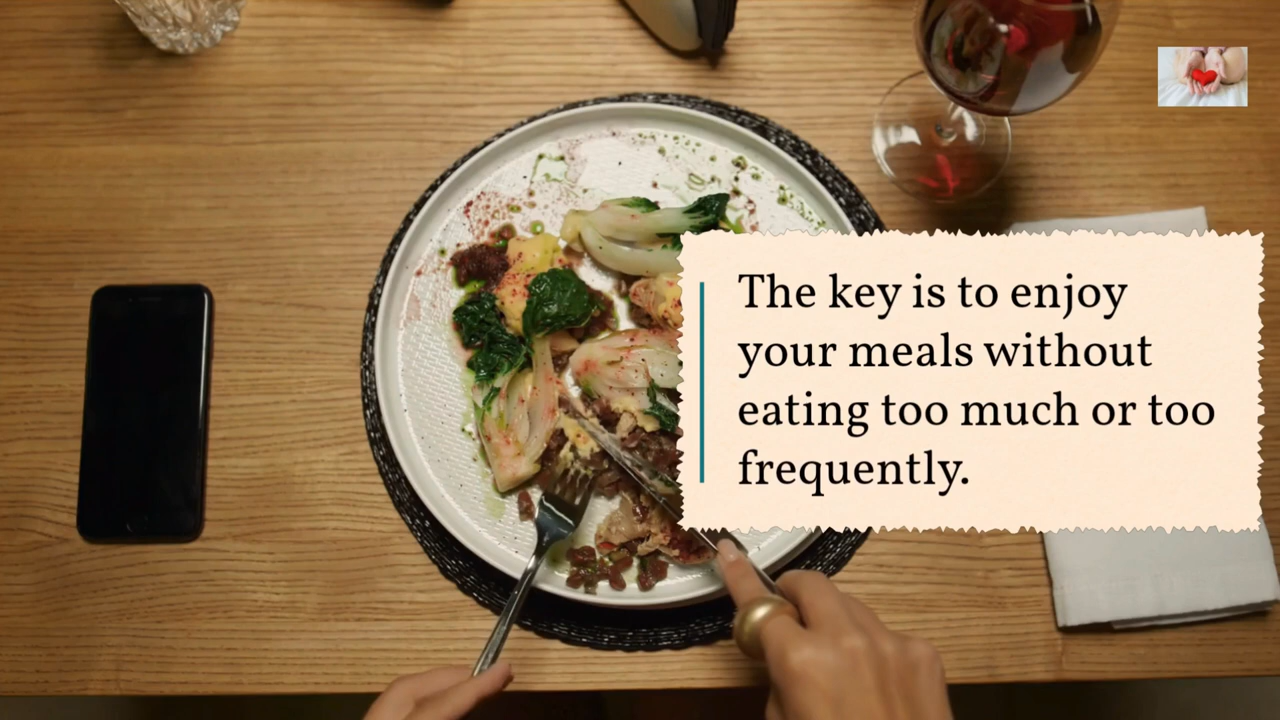 The key is to enjoy
your meals without
eating too much or too
frequently.